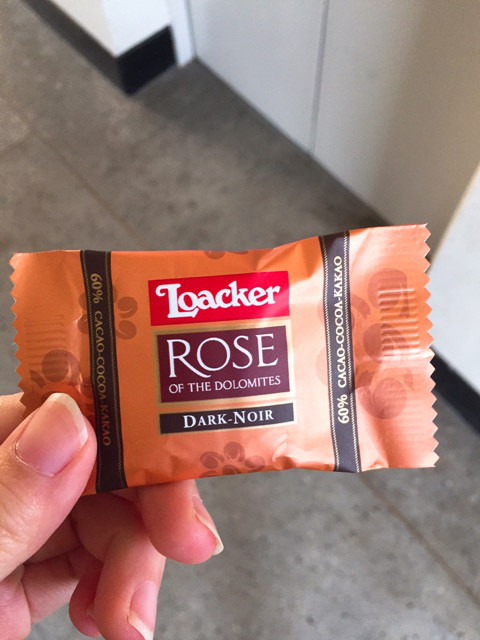 60% CACAO-COCOA KAKAO
Loacker
ROSE
OF THE DOLOMITES
DARK-NOIR
60% CACAO-COCOA-KAKAO